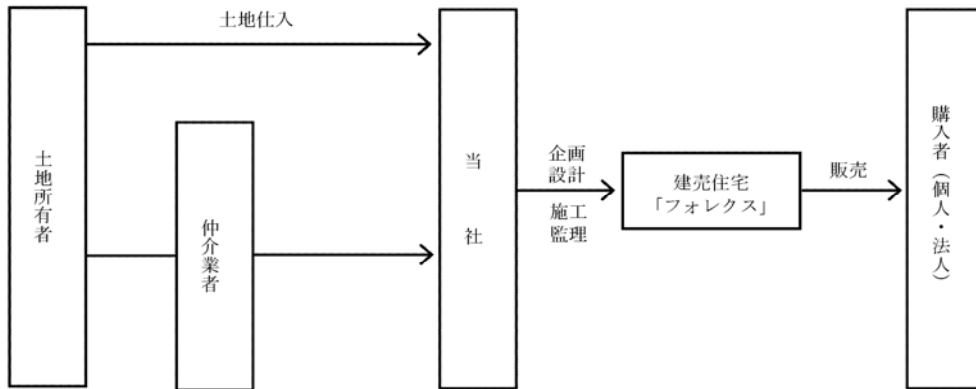 土地仕入
土地所有者
仲介業者
当社
企画
設計
施工
監理
建売住宅
「フォレクス」
販売
購入者（個人・法人）